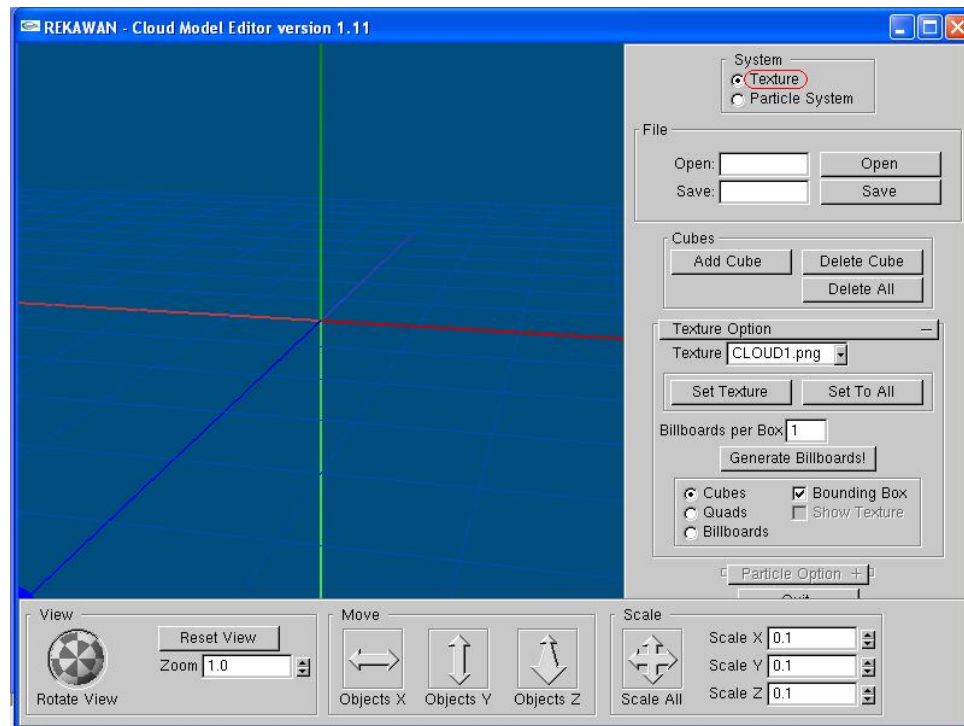 REKAWAN - Cloud Model Editor version 1.11
System
Texture
Particle System
File
Open:
Open
Save:
Save
Cubes
Add Cube
Delete Cube
Delete All
Texture Option
Texture CLOUD1.png
Set Texture
Set To All
Billboards per Box 1
Generate Billboards!
Cubes
Bounding Box
Quads
Show Texture
Billboards
Particle Option +
View
Reset View
Zoom 1.0
Rotate View
Move
Objects X
Objects Y
Objects Z
Scale
Scale All
Scale X 0.1
Scale Y 0.1
Scale Z 0.1